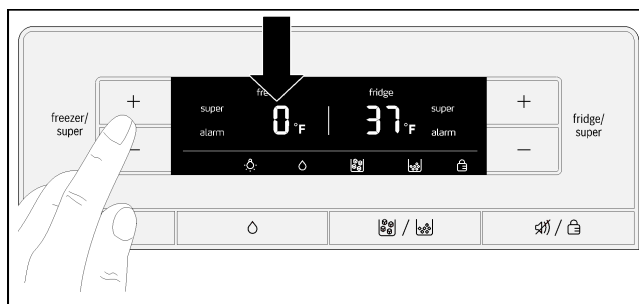 fre
fridge
freezer/
super
+
super
alarm
0°F
37°F
super
alarm
+
fridge/
super
−
−
/
/